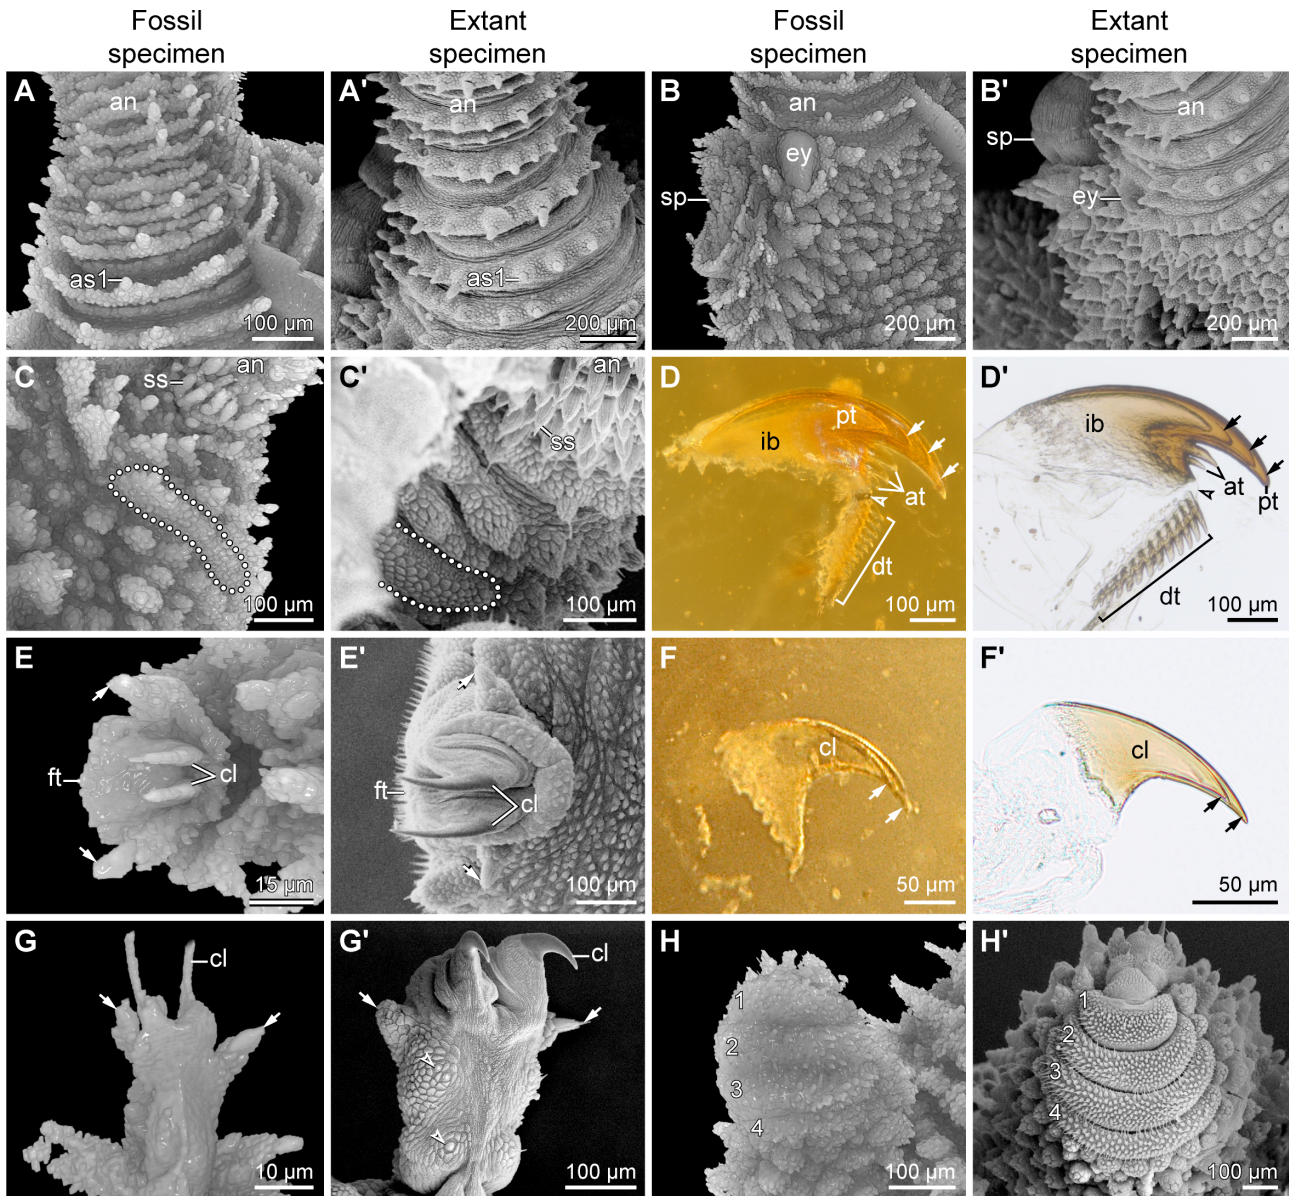 Fossil
specimen
Extant
specimen
Fossil
specimen
Extant
specimen
A
an
as1
100 µm
A'
an
as1
200 µm
B
an
ey
sp
200 µm
B'
an
sp
ey
200 µm
C
an
ss
100 µm
C'
an
ss
100 µm
D
pt
ib
at
dt
100 µm
D'
ib
at
pt
dt
100 µm
E
ft
cl
15 µm
E'
ft
cl
100 µm
F
cl
50 µm
F'
cl
50 µm
G
cl
10 µm
G'
cl
100 µm
H
1
2
3
4
100 µm
H'
1
2
3
4
100 µm